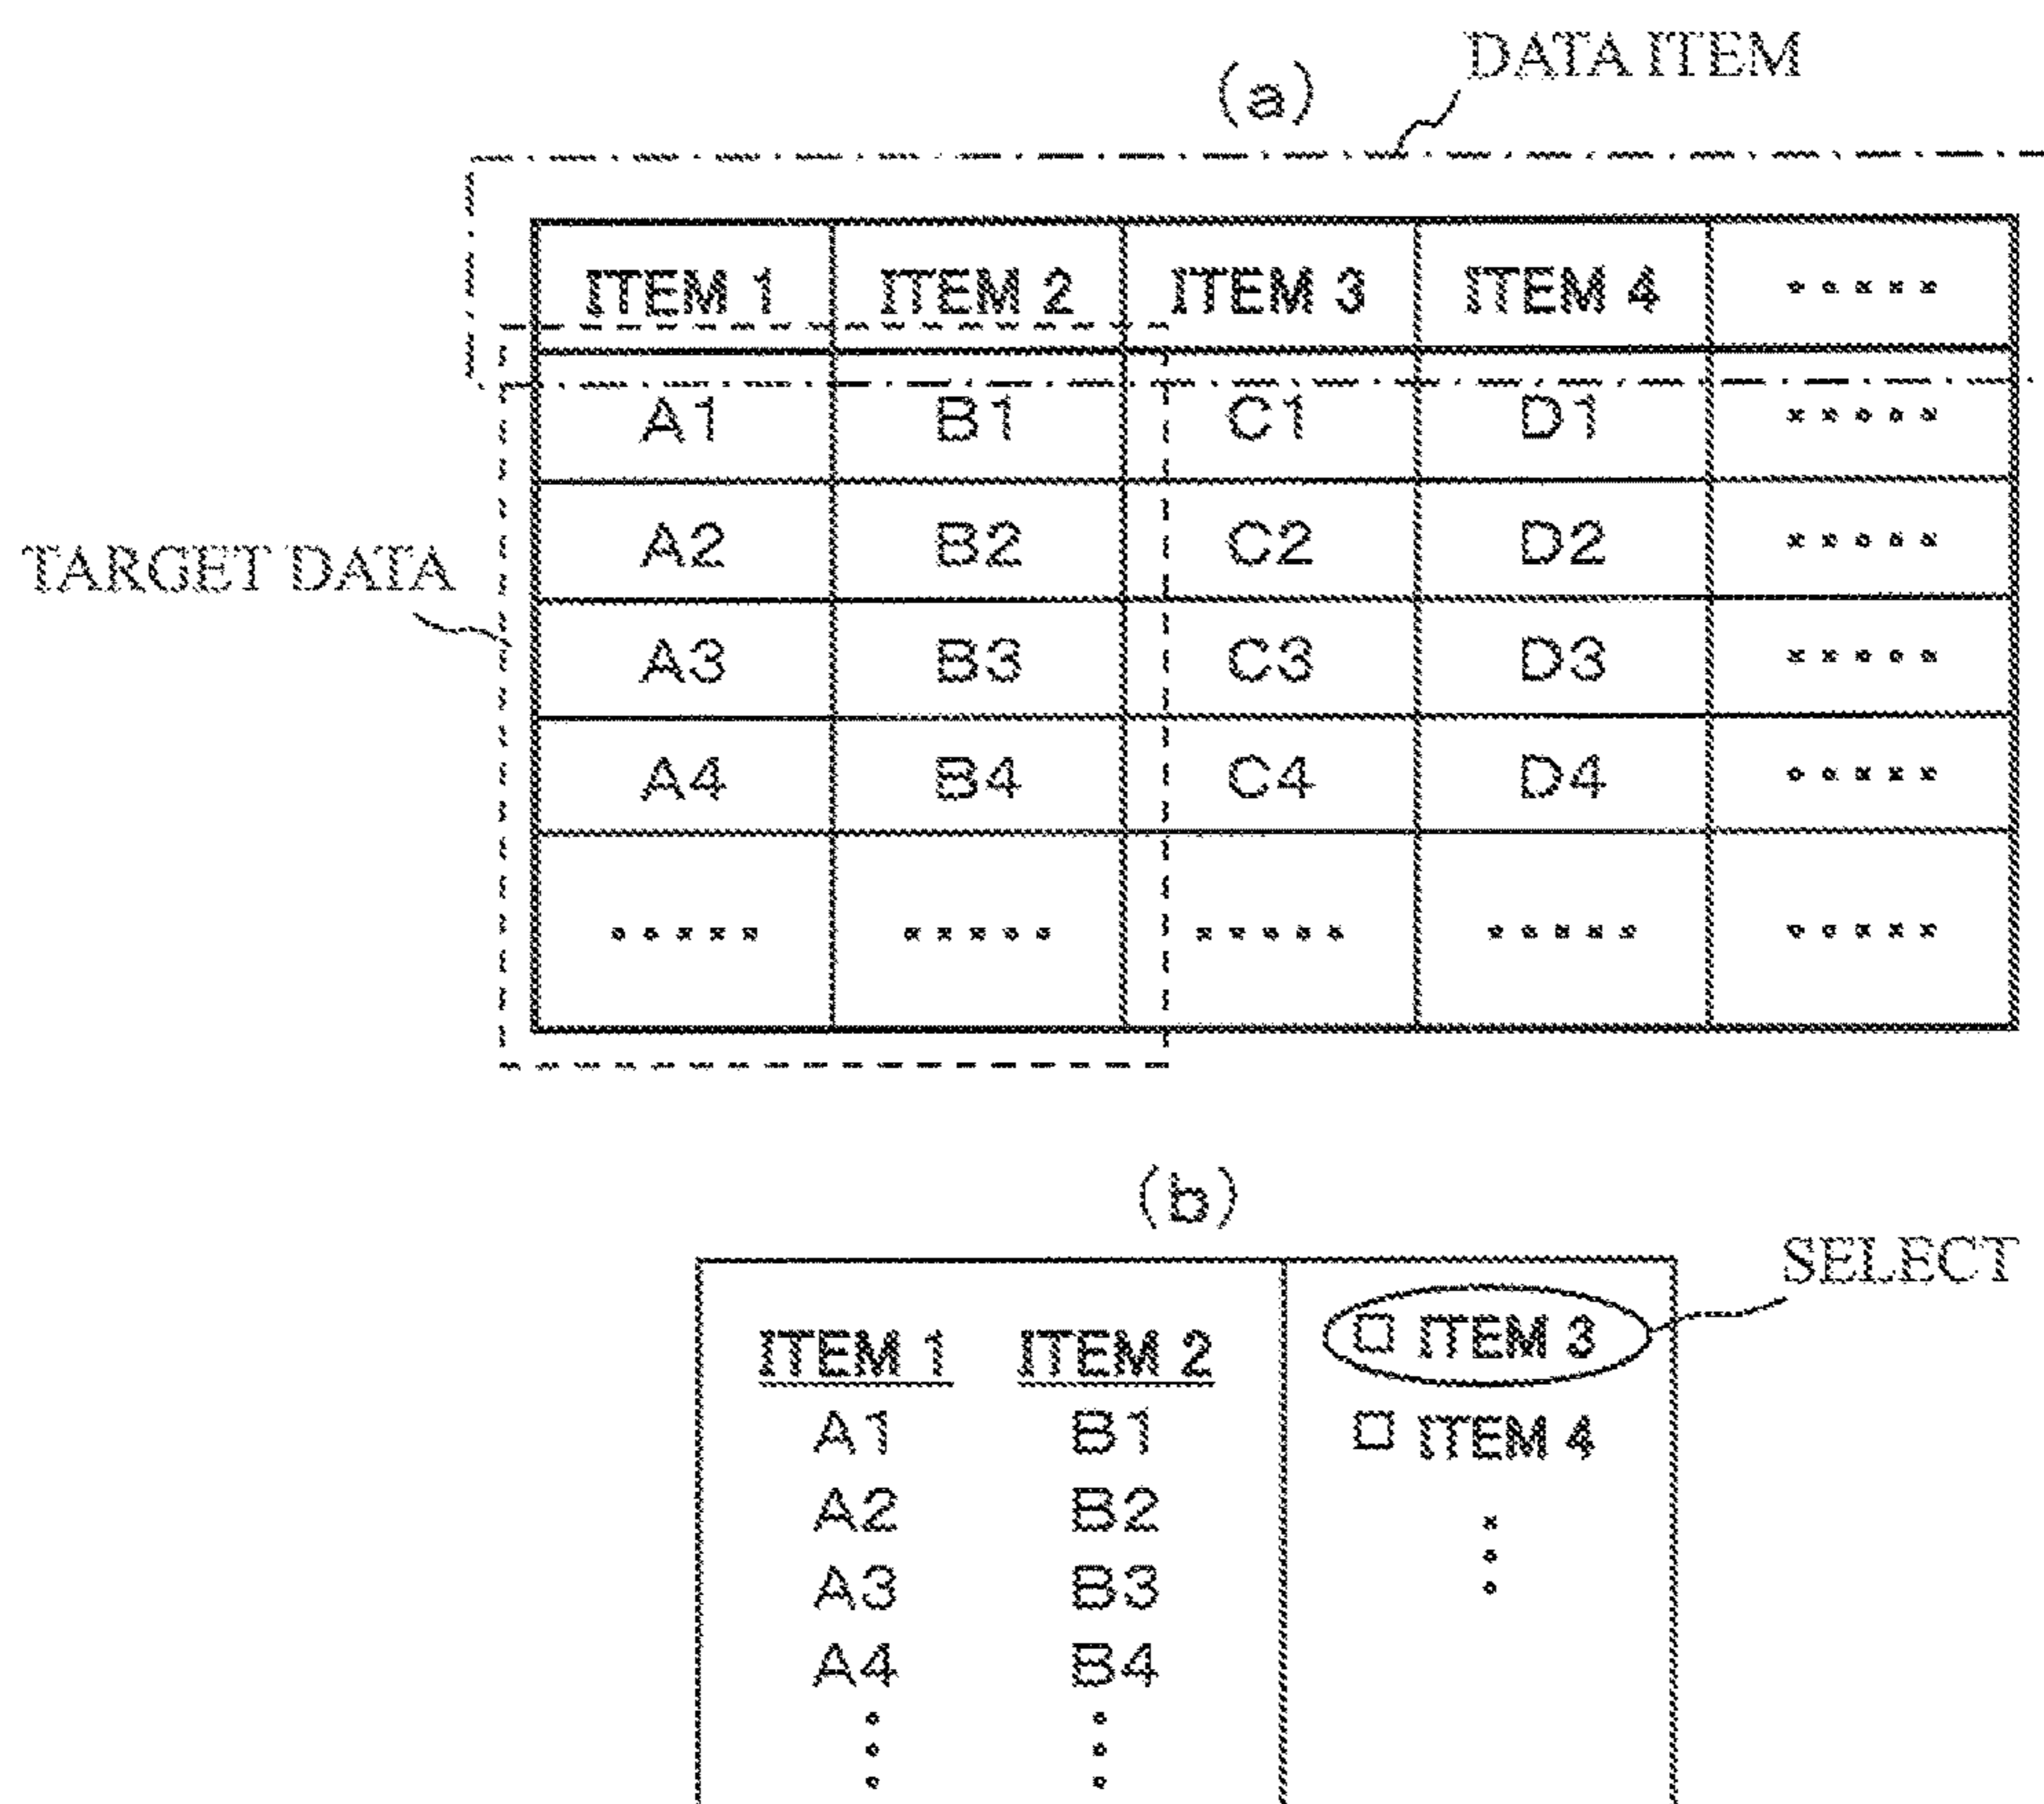 DATA ITEM
(a)
ITEM 1 ITEM 2 ITEM 3 ITEM 4 .....
A1 B1 C1 D1 .....
A2 B2 C2 D2 .....
TARGET DATA
A3 B3 C3 D3 .....
A4 B4 C4 D4 .....
..... ..... ..... ..... .....
(b)
SELECT
ITEM 1 ITEM 2 □ ITEM 3
A1 B1 □ ITEM 4
A2 B2
A3 B3
A4 B4